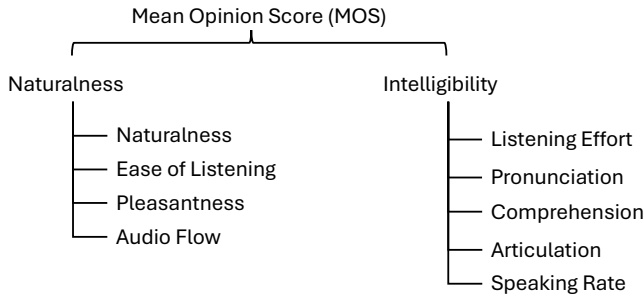 Mean Opinion Score (MOS)
Naturalness
Naturalness
Ease of Listening
Pleasantness
Audio Flow
Intelligibility
Listening Effort
Pronunciation
Comprehension
Articulation
Speaking Rate